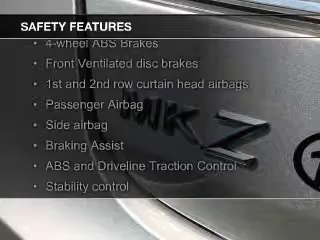 SAFETY FEATURES
• 4-wheel ABS Brakes
• Front Ventilated disc brakes
• 1st and 2nd row curtain head airbags
• Passenger Airbag
• Side airbag
• Braking Assist
• ABS and Driveline Traction Control
• Stability control
MKZ